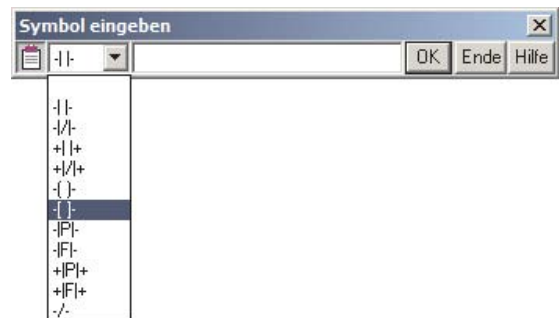 Symbol eingeben
-| |- OK Ende Hilfe
-| |-
-|/|-
+| |+
+|/|+
-( )-
-[ ]-
-|P|-
-|F|-
+|P|+
+|F|+
-/-